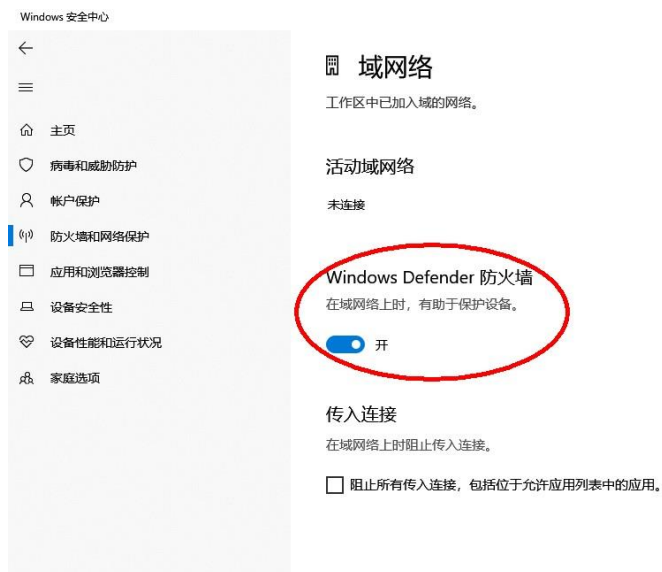 Windows 安全中心
主页
病毒和威胁防护
帐户保护
防火墙和网络保护
应用和浏览器控制
设备安全性
设备性能和运行状况
家庭选项
域网络
工作区中已加入域的网络。
活动域网络
未连接
Windows Defender 防火墙
在域网络上时，有助于保护设备。
开
传入连接
在域网络上时阻止传入连接。
阻止所有传入连接，包括位于允许应用列表中的应用。